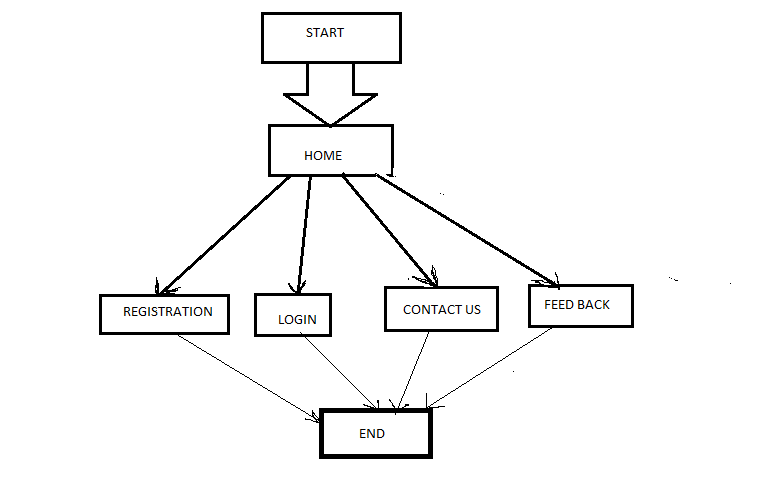 START
HOME
REGISTRATION
LOGIN
CONTACT US
FEED BACK
END